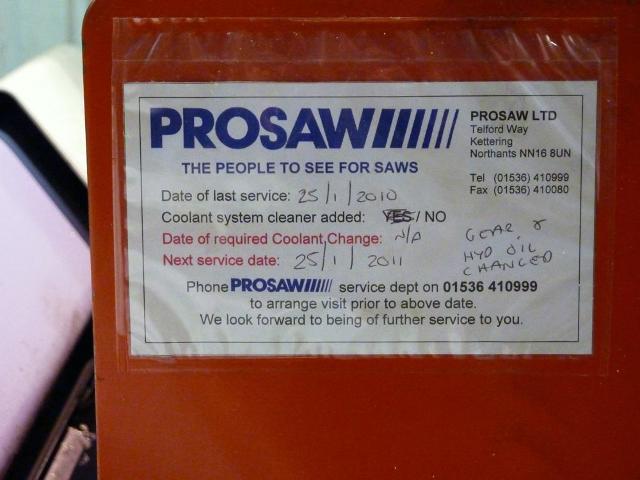 PROSAW
PROSAW LTD
Telford Way
Kettering
Northants NN16 8UN
THE PEOPLE TO SEE FOR SAWS
Tel (01536) 410999
Fax (01536) 410080
Date of last service: 25/1/2010
Coolant system cleaner added: YES / NO
Date of required Coolant Change: N/A
Next service date: 25/1/2011
GEAR &
HYD OIL
CHANGED
Phone PROSAW service dept on 01536 410999
to arrange visit prior to above date.
We look forward to being of further service to you.